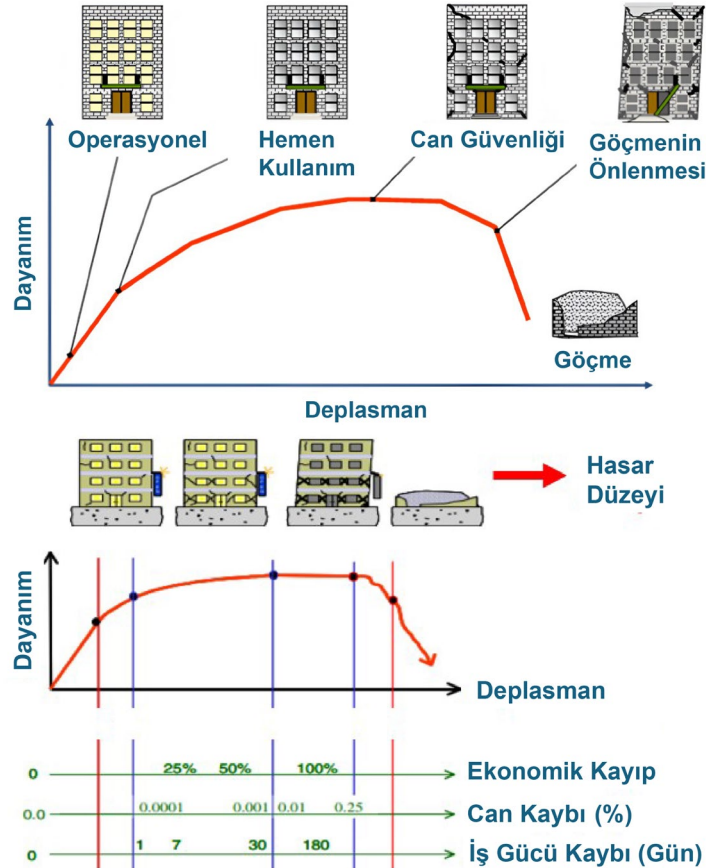 Operasyonel
Hemen
Kullanım
Can Güvenliği
Göçmenin
Önlenmesi
Dayanım
Göçme
Deplasman
Hasar
Düzeyi
Dayanım
Deplasman
0 25% 50% 100% Ekonomik Kayıp
0.0 0.0001 0.001 0.01 0.25 Can Kaybı (%)
0 1 7 30 180 İş Gücü Kaybı (Gün)